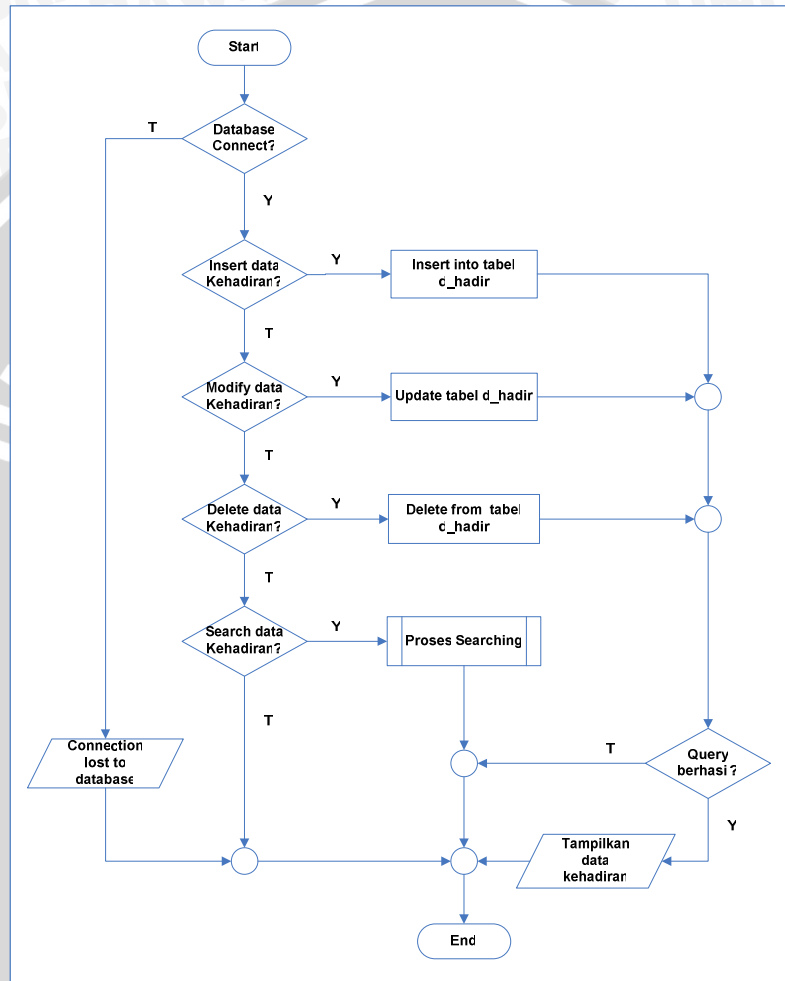 Start
Database
Connect?
T
Y
Insert data
Kehadiran?
Y
Insert into tabel
d_hadir
T
Modify data
Kehadiran?
Y
Update tabel d_hadir
T
Delete data
Kehadiran?
Y
Delete from tabel
d_hadir
T
Search data
Kehadiran?
Y
Proses Searching
T
Connection
lost to
database
T
Query
berhasi?
Y
Tampilkan
data
kehadiran
End